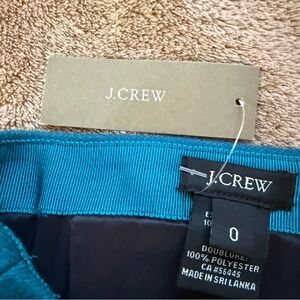 J.CREW
J.CREW
0
DOUBLURE:
100% POLYESTER
CA #56445
MADE IN SRI LANKA